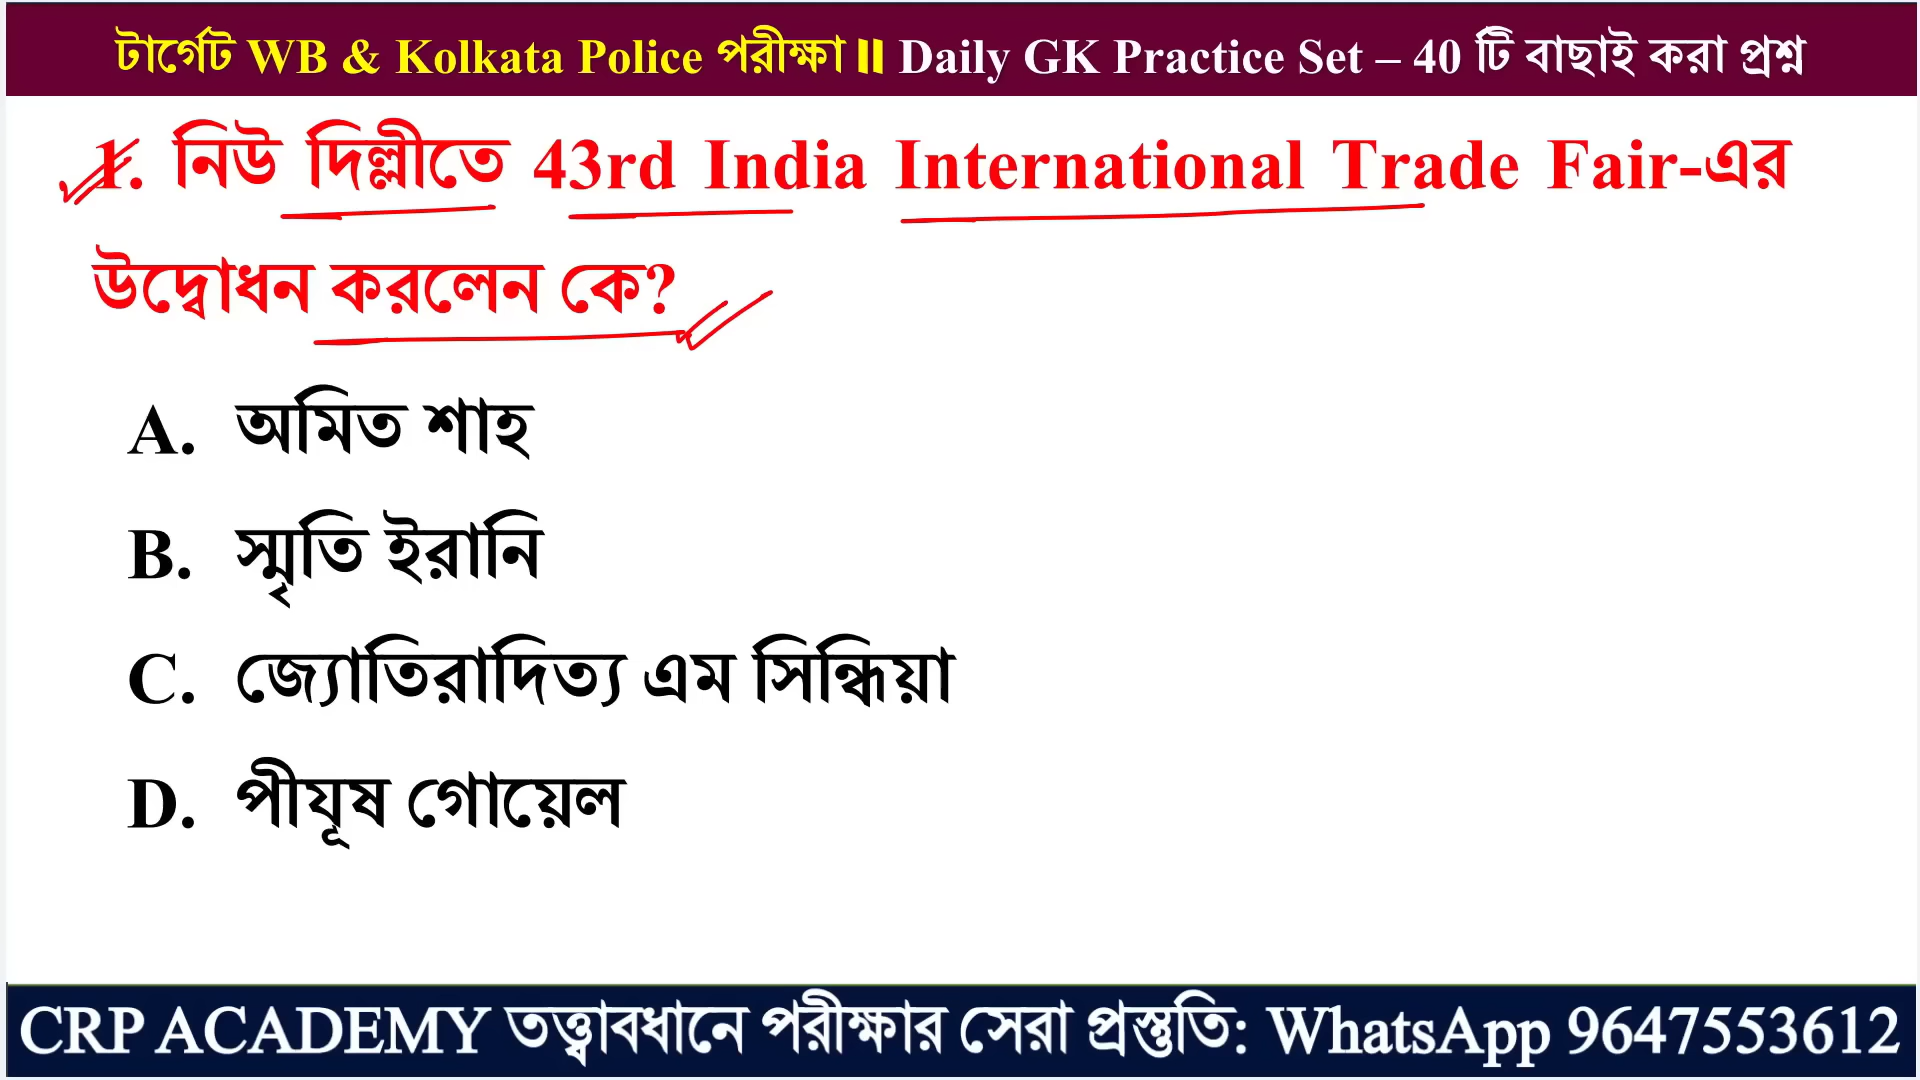 টার্গেট WB & Kolkata Police পরীক্ষা॥ Daily GK Practice Set – 40 টি বাছাই করা প্রশ্ন
1. নিউ দিল্লীতে 43rd India International Trade Fair-এর
উদ্বোধন করলেন কে?
A. অমিত শাহ
B. স্মৃতি ইরানি
C. জ্যোতিরাদিত্য এম সিন্ধিয়া
D. পীযূষ গোয়েল
CRP ACADEMY তত্ত্বাবধানে পরীক্ষার সেরা প্রস্তুতি: WhatsApp 9647553612